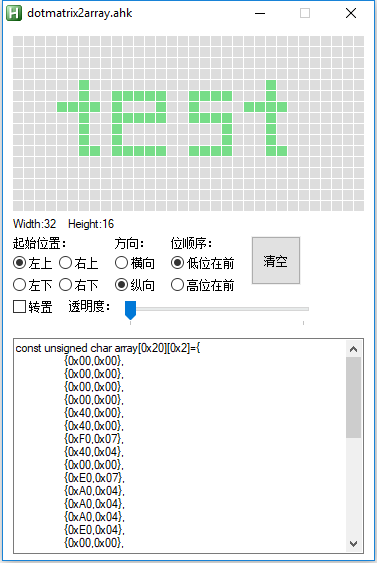 dotmatrix2array.ahk
test
Width:32 Height:16
起始位置： 方向： 位顺序：
左上 右上 横向 低位在前 清空
左下 右下 纵向 高位在前
转置 透明度：
const unsigned char array[0x20][0x2]={
{0x00,0x00},
{0x00,0x00},
{0x00,0x00},
{0x00,0x00},
{0x40,0x00},
{0x40,0x00},
{0xF0,0x07},
{0x40,0x04},
{0x00,0x00},
{0xE0,0x07},
{0xA0,0x04},
{0xA0,0x04},
{0xA0,0x04},
{0xE0,0x04},
{0x00,0x00},